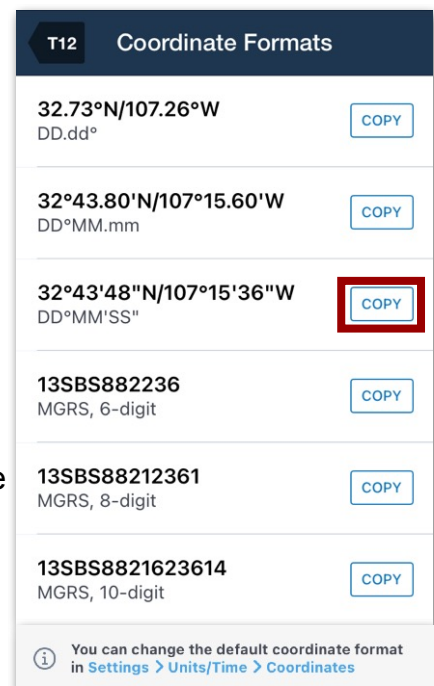 T12 Coordinate Formats
32.73°N/107.26°W
DD.dd°
COPY
32°43.80'N/107°15.60'W
DD°MM.mm
COPY
32°43'48"N/107°15'36"W
DD°MM'SS"
COPY
13SBS882236
MGRS, 6-digit
COPY
e
13SBS88212361
MGRS, 8-digit
COPY
13SBS8821623614
MGRS, 10-digit
COPY
You can change the default coordinate format
in Settings > Units/Time > Coordinates